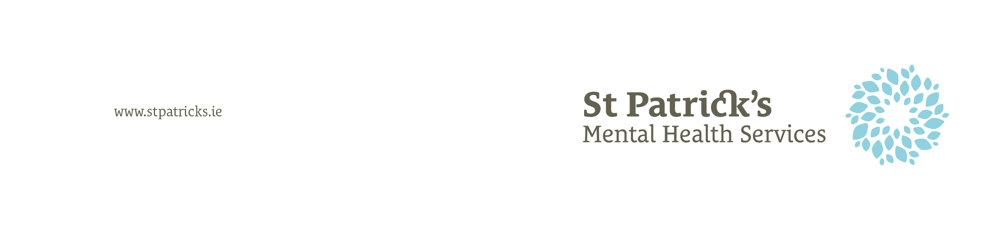 www.stpatricks.ie
St Patrick’s
Mental Health Services